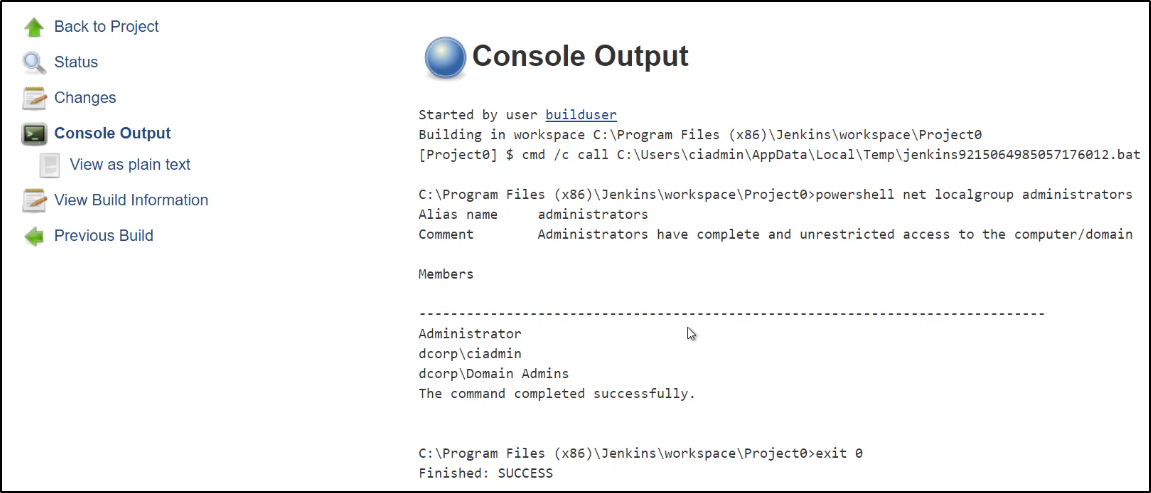 Back to Project
Status
Changes
Console Output
View as plain text
View Build Information
Previous Build
Console Output
Started by user builduser
Building in workspace C:\Program Files (x86)\Jenkins\workspace\Project0
[Project0] $ cmd /c call C:\Users\ciadmin\AppData\Local\Temp\jenkins9215064985057176012.bat
C:\Program Files (x86)\Jenkins\workspace\Project0>powershell net localgroup administrators
Alias name     administrators
Comment        Administrators have complete and unrestricted access to the computer/domain
Members
-------------------------------------------------------------------------------
Administrator
dcorp\ciadmin
dcorp\Domain Admins
The command completed successfully.
C:\Program Files (x86)\Jenkins\workspace\Project0>exit 0
Finished: SUCCESS